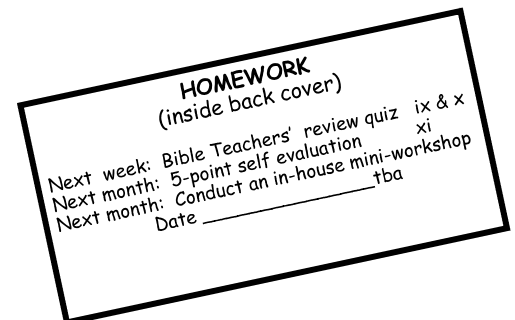 HOMEWORK
(inside back cover)
Next week: Bible Teachers' review quiz ix & x
Next month: 5-point self evaluation xi
Next month: Conduct an in-house mini-workshop
Date ____________________tba